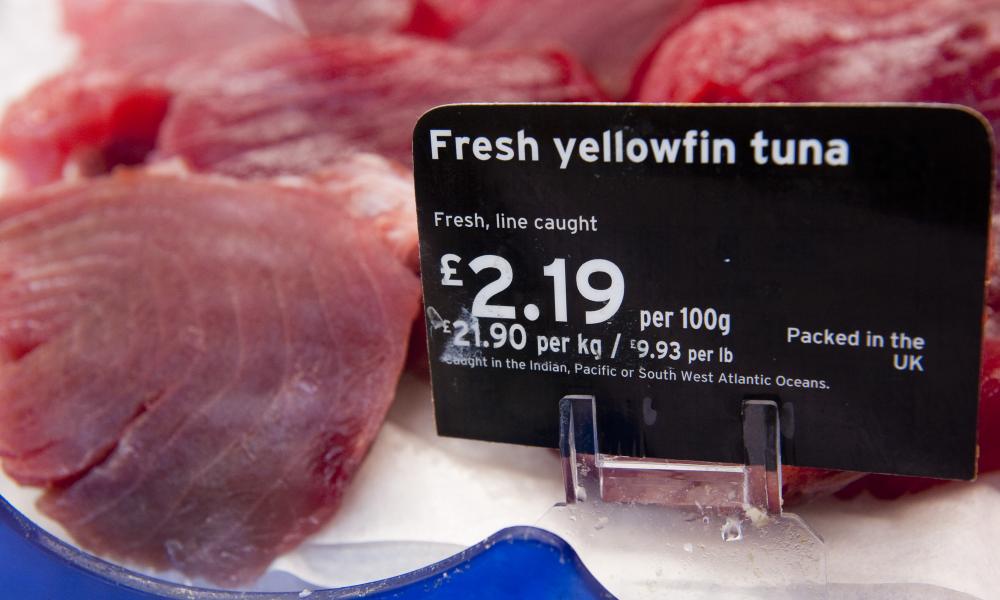 Fresh yellowfin tuna
Fresh, line caught
£2.19 per 100g
£21.90 per kg / £9.93 per lb
Caught in the Indian, Pacific or South West Atlantic Oceans.
Packed in the
UK